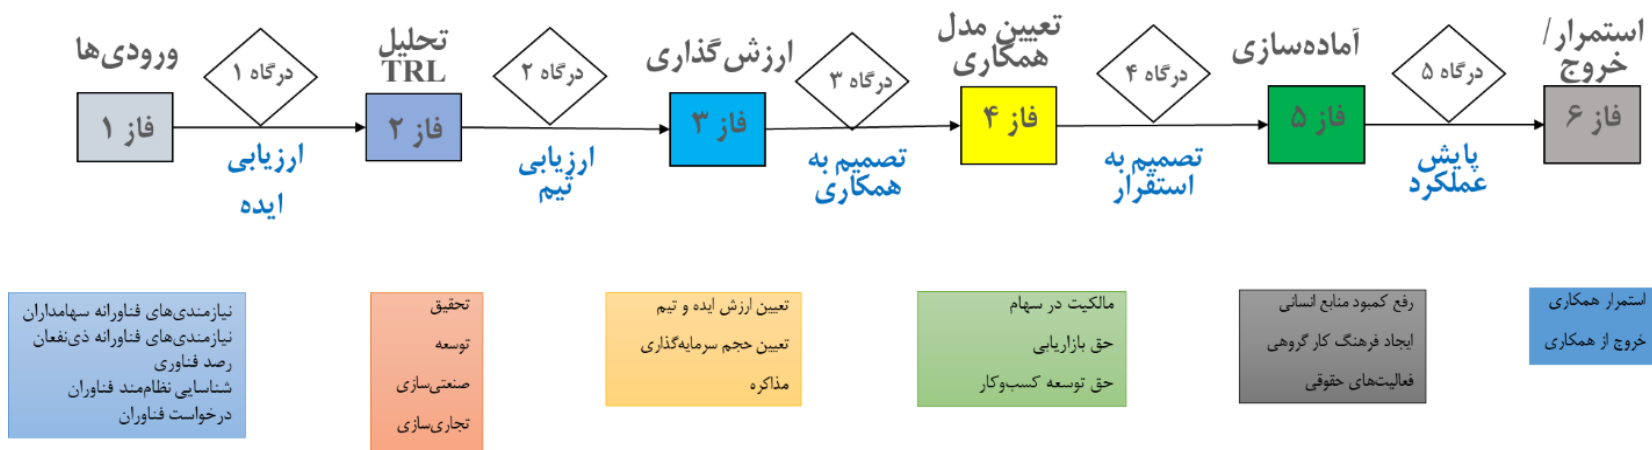 ورودی‌ها
درگاه ۱
تحلیل
TRL
درگاه ۲
ارزش‌گذاری
درگاه ۳
تعیین مدل
همکاری
درگاه ۴
آماده‌سازی
درگاه ۵
استمرار/
خروج
فاز ۱
فاز ۲
فاز ۳
فاز ۴
فاز ۵
فاز ۶
ارزیابی
ایده
ارزیابی
تیم
تصمیم به
همکاری
تصمیم به
استقرار
پایش
عملکرد
نیازمندی‌های فناورانه سهامداران
نیازمندی‌های فناورانه ذی‌نفعان
رصد فناوری
شناسایی نظام‌مند فناوران
درخواست فناوران
تحقیق
توسعه
صنعتی‌سازی
تجاری‌سازی
تعیین ارزش ایده و تیم
تعیین حجم سرمایه‌گذاری
مذاکره
مالکیت در سهام
حق بازاریابی
حق توسعه کسب‌وکار
رفع کمبود منابع انسانی
ایجاد فرهنگ کار گروهی
فعالیت‌های حقوقی
استمرار همکاری
خروج از همکاری